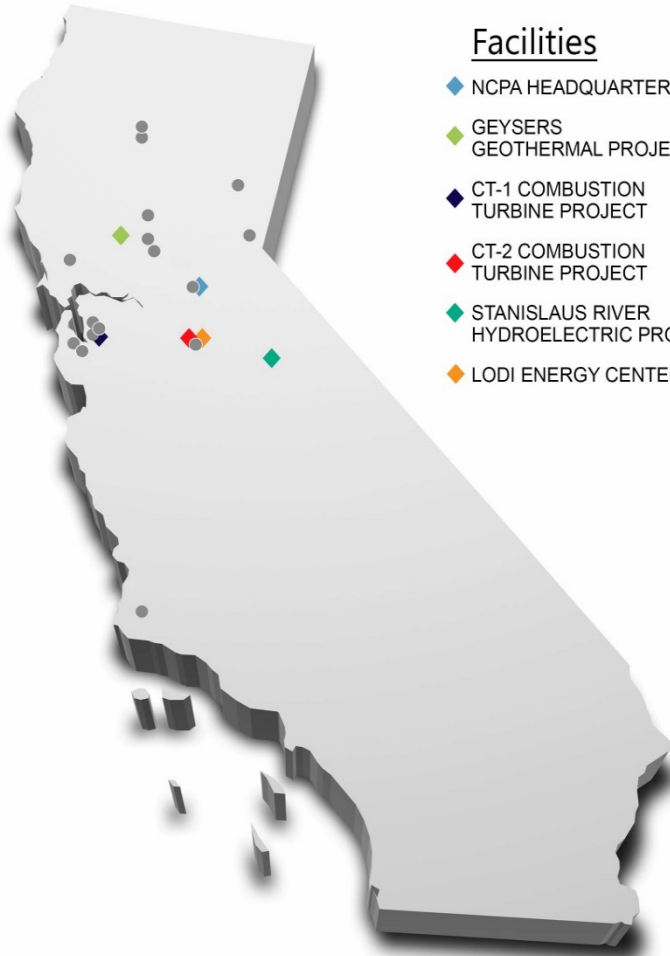 Facilities
NCPA HEADQUARTER
GEYSERS
GEOTHERMAL PROJE
CT-1 COMBUSTION
TURBINE PROJECT
CT-2 COMBUSTION
TURBINE PROJECT
STANISLAUS RIVER
HYDROELECTRIC PRO
LODI ENERGY CENTE